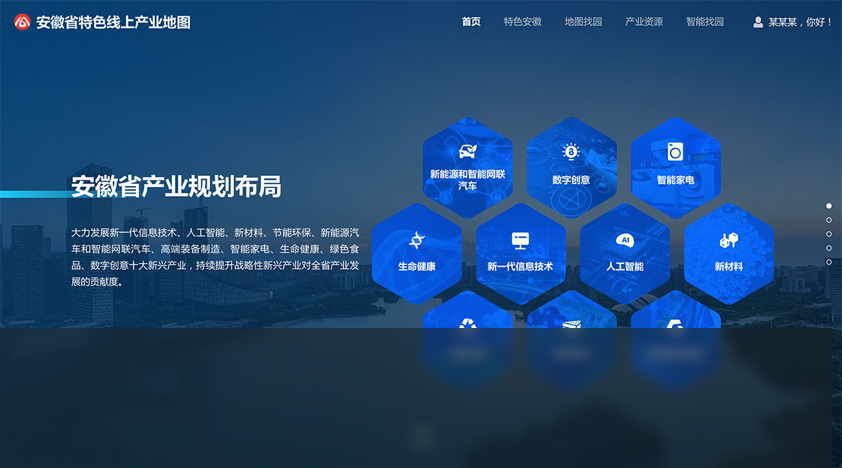 安徽省特色线上产业地图
首页 特色安徽 地图找园 产业资源 智能找园 某某某，你好！
新能源和智能网联
汽车
数字创意
智能家电
安徽省产业规划布局
大力发展新一代信息技术、人工智能、新材料、节能环保、新能源汽
车和智能网联汽车、高端装备制造、智能家电、生命健康、绿色食
品、数字创意十大新兴产业，持续提升战略性新兴产业对全省产业发
展的贡献度。
生命健康
新一代信息技术
AI
人工智能
新材料